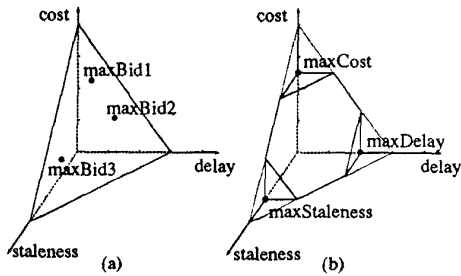 cost
maxBid1
maxBid2
maxBid3
delay
staleness
(a)
cost
maxCost
maxDelay
delay
maxStaleness
staleness
(b)